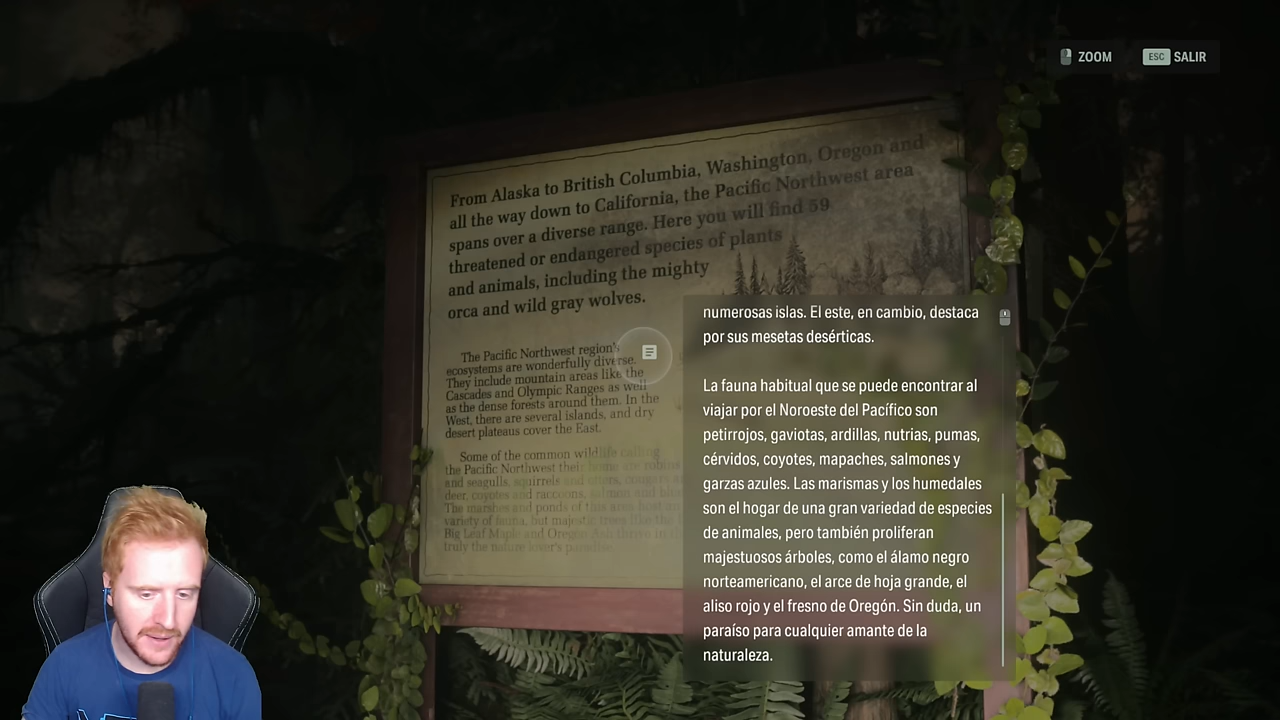 ZOOM
ESC SALIR
From Alaska to British Columbia, Washington, Oregon and
all the way down to California, the Pacific Northwest area
spans over a diverse range. Here you will find 59
threatened or endangered species of plants
and animals, including the mighty
orca and wild gray wolves.
The Pacific Northwest region's
ecosystems are wonderfully diverse.
They include mountain areas like the
Cascades and Olympic Ranges as well
as the dense forests around them. In the
West, there are several islands, and dry
desert plateaus cover the East.
Some of the common wildlife calling
the Pacific Northwest their home are robins
and seagulls, squirrels and otters, cougars
deer, coyotes and raccoons, salmon and
The marshes and ponds of this area host
variety of fauna, but majestic trees like the
Big Leaf Maple and Oregon Ash thrive in
truly the nature lover's paradise.
numerosas islas. El este, en cambio, destaca
por sus mesetas desérticas.
La fauna habitual que se puede encontrar al
viajar por el Noroeste del Pacífico son
petirrojos, gaviotas, ardillas, nutrias, pumas,
cérvidos, coyotes, mapaches, salmones y
garzas azules. Las marismas y los humedales
son el hogar de una gran variedad de especies
de animales, pero también proliferan
majestuosos árboles, como el álamo negro
norteamericano, el arce de hoja grande, el
aliso rojo y el fresno de Oregón. Sin duda, un
paraíso para cualquier amante de la
naturaleza.